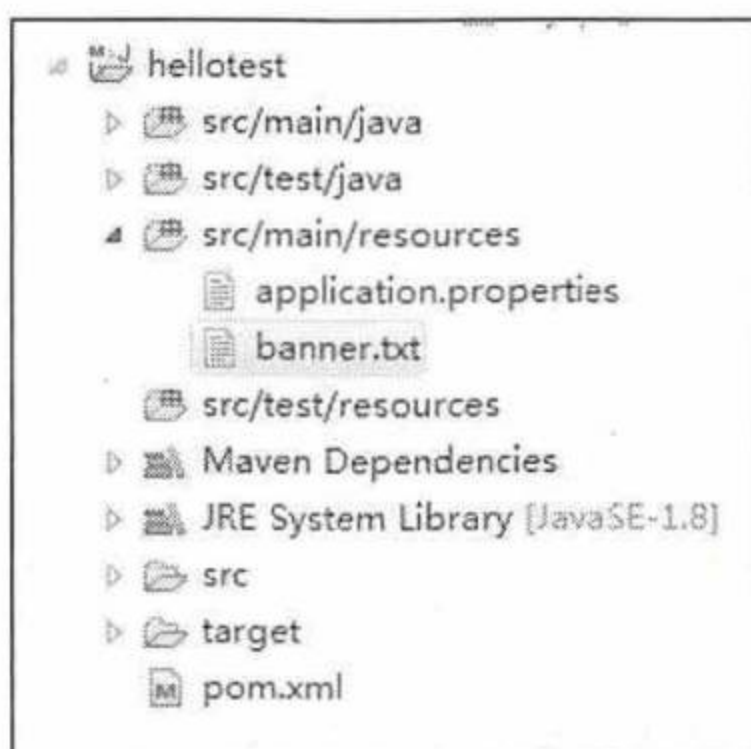 hellotest
src/main/java
src/test/java
src/main/resources
application.properties
banner.txt
src/test/resources
Maven Dependencies
JRE System Library [JavaSE-1.8]
src
target
pom.xml